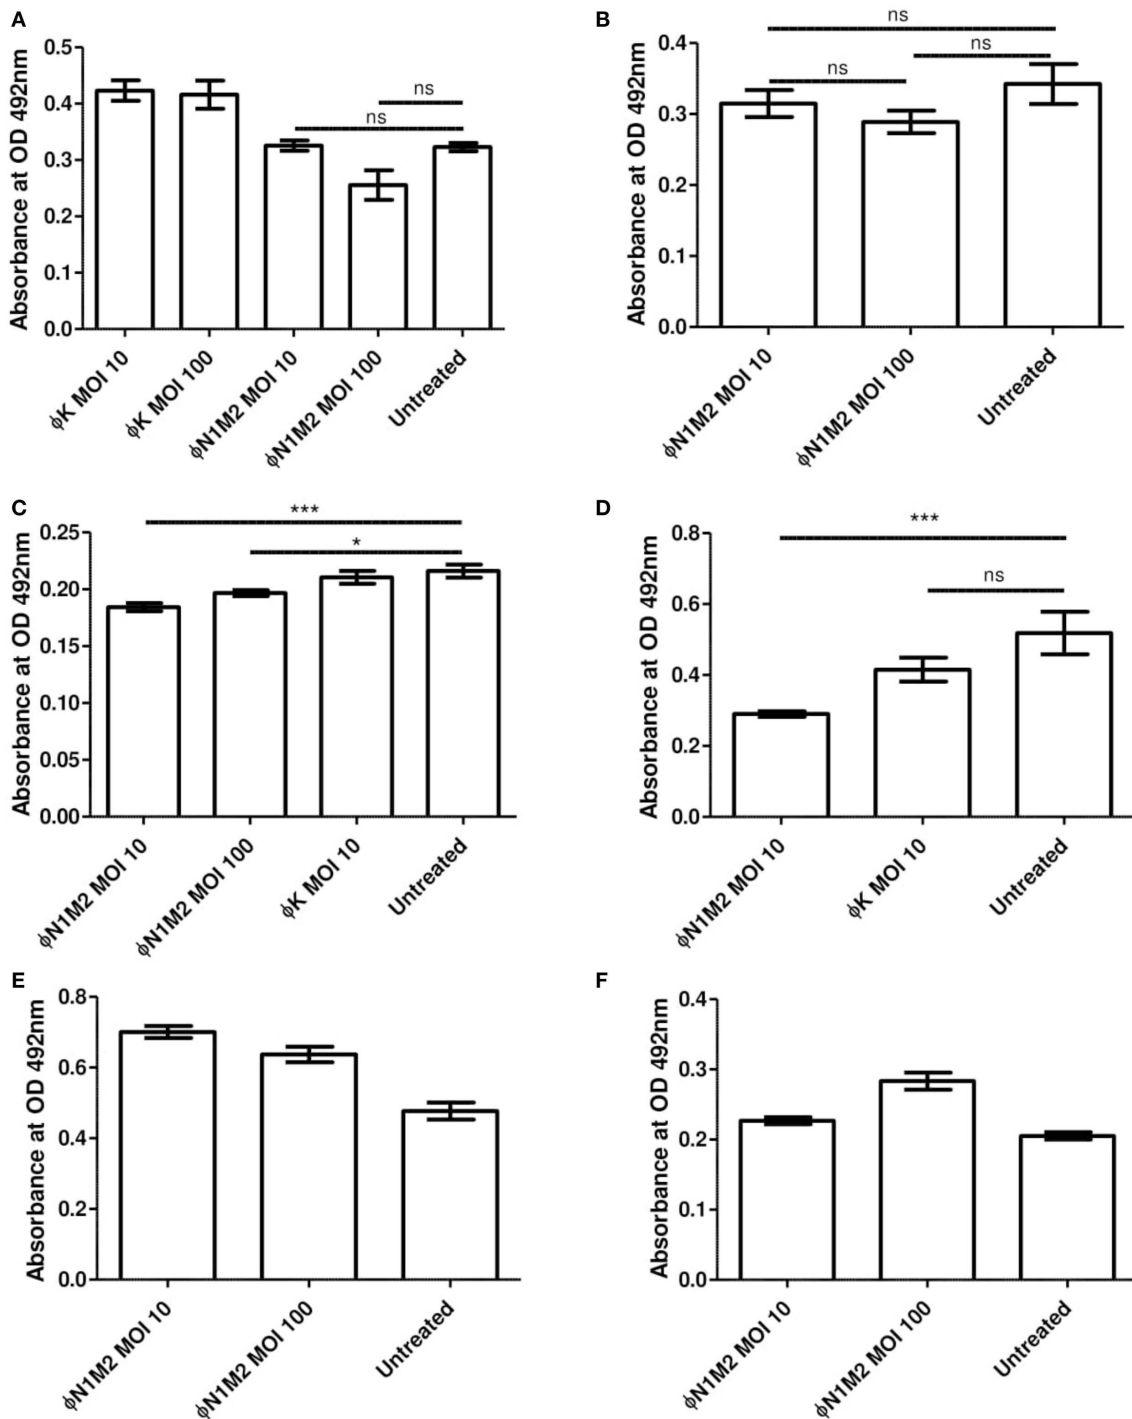 A
Absorbance at OD 492nm
0.5
0.4
0.3
0.2
0.1
0.0
ns
ns
ϕK MOI 10
ϕK MOI 100
ϕN1M2 MOI 10
ϕN1M2 MOI 100
Untreated
B
Absorbance at OD 492nm
0.4
0.3
0.2
0.1
0.0
ns
ns
ns
ϕN1M2 MOI 10
ϕN1M2 MOI 100
Untreated
C
Absorbance at OD 492nm
0.25
0.20
0.15
0.10
0.05
0.00
***
*
ϕN1M2 MOI 10
ϕN1M2 MOI 100
ϕK MOI 10
Untreated
D
Absorbance at OD 492nm
0.8
0.6
0.4
0.2
0.0
***
ns
ϕN1M2 MOI 10
ϕK MOI 10
Untreated
E
Absorbance at OD 492nm
0.8
0.6
0.4
0.2
0.0
ϕN1M2 MOI 10
ϕN1M2 MOI 100
Untreated
F
Absorbance at OD 492nm
0.4
0.3
0.2
0.1
0.0
ϕN1M2 MOI 10
ϕN1M2 MOI 100
Untreated